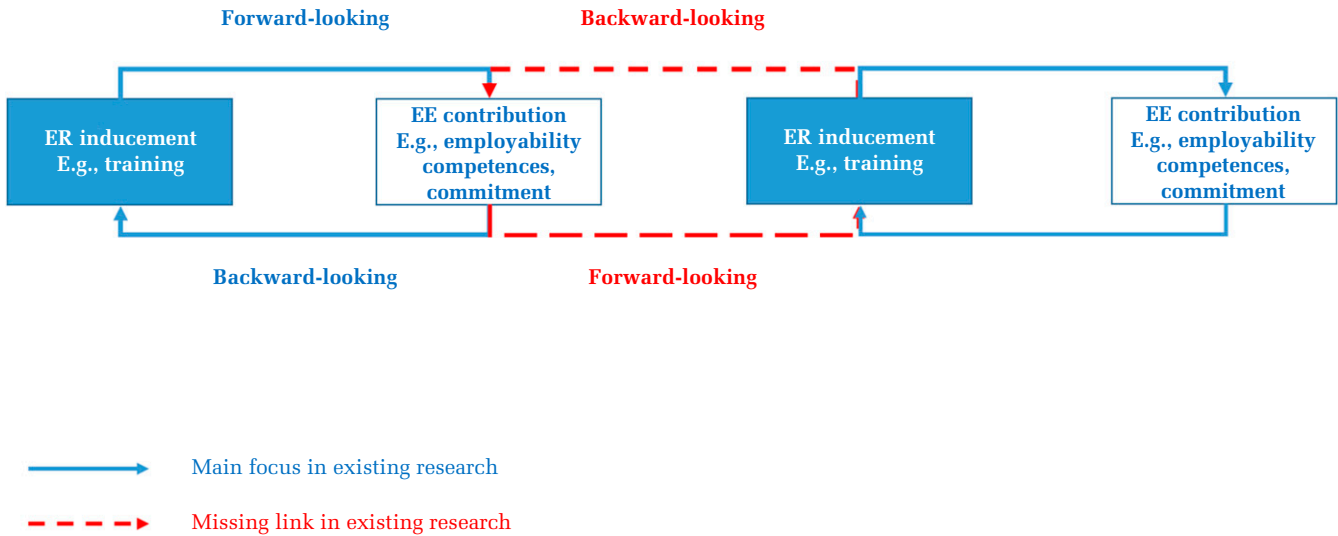 Forward-looking
Backward-looking
ER inducement
E.g., training
EE contribution
E.g., employability
competences,
commitment
ER inducement
E.g., training
EE contribution
E.g., employability
competences,
commitment
Backward-looking
Forward-looking
Main focus in existing research
Missing link in existing research